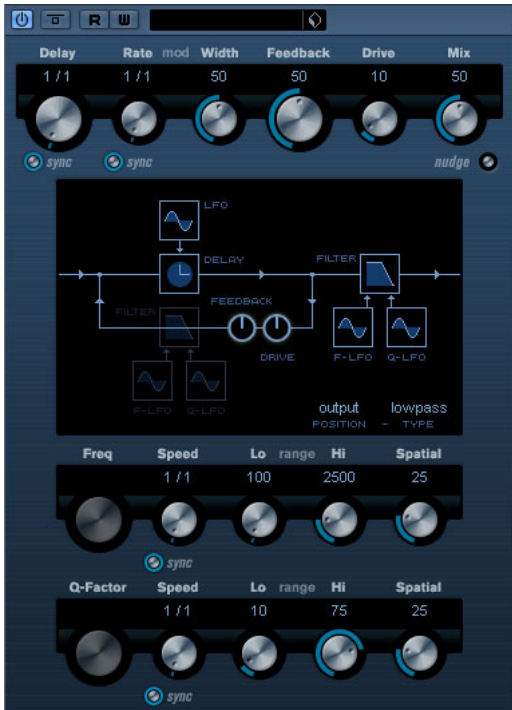 R W
Delay Rate mod Width Feedback Drive Mix
1 / 1 1 / 1 50 50 10 50
sync sync nudge
LFO
DELAY FILTER
FEEDBACK
FILTER
DRIVE F-LFO Q-LFO
F-LFO Q-LFO
output lowpass
POSITION - TYPE
Freq Speed Lo range Hi Spatial
1 / 1 100 2500 25
sync
Q-Factor Speed Lo range Hi Spatial
1 / 1 10 75 25
sync